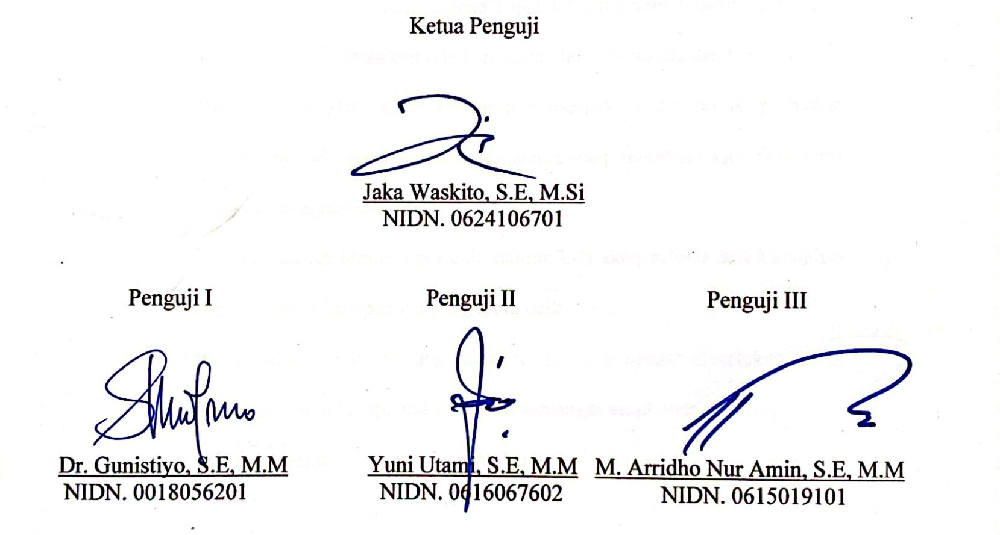 Ketua Penguji
Jaka Waskito, S.E, M.Si
NIDN. 0624106701
Penguji I
Penguji II
Penguji III
Dr. Gunistiyo, S.E, M.M
Yuni Utami, S.E, M.M
M. Arridho Nur Amin, S.E, M.M
NIDN. 0018056201
NIDN. 0616067602
NIDN. 0615019101